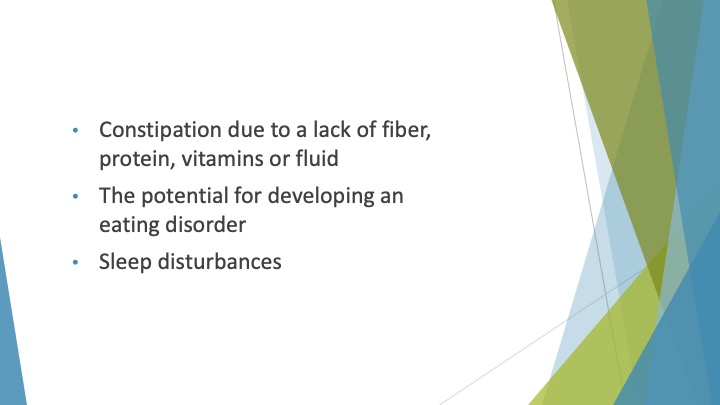 • Constipation due to a lack of fiber,
protein, vitamins or fluid
• The potential for developing an
eating disorder
• Sleep disturbances